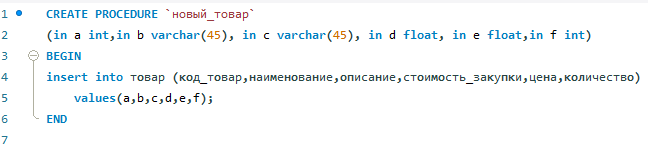 1 CREATE PROCEDURE `новый_товар`
2 (in a int,in b varchar(45), in c varchar(45), in d float, in e float,in f int)
3 BEGIN
4 insert into товар (код_товар,наименование,описание,стоимость_закупки,цена,количество)
5 values(a,b,c,d,e,f);
6 END
7